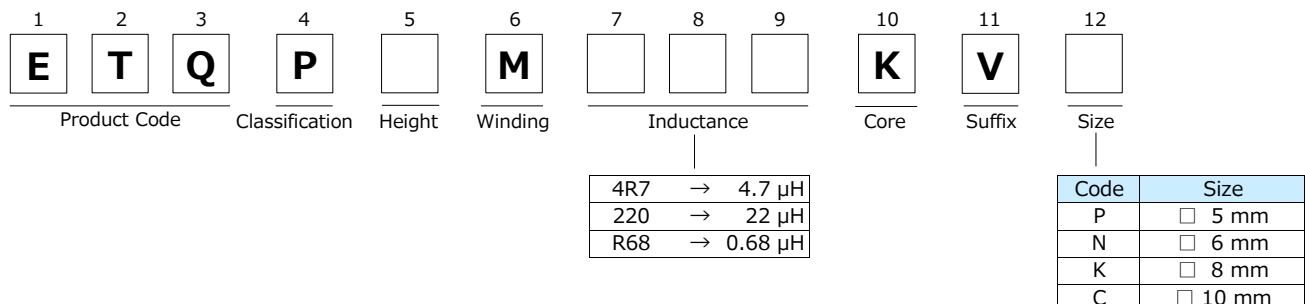 1 2 3 4 5 6 7 8 9 10 11 12
E T Q P M K V
Product Code Classification Height Winding Inductance Core Suffix Size
4R7 → 4.7 μH
220 → 22 μH
R68 → 0.68 μH
Code Size
P □ 5 mm
N □ 6 mm
K □ 8 mm
C □ 10 mm